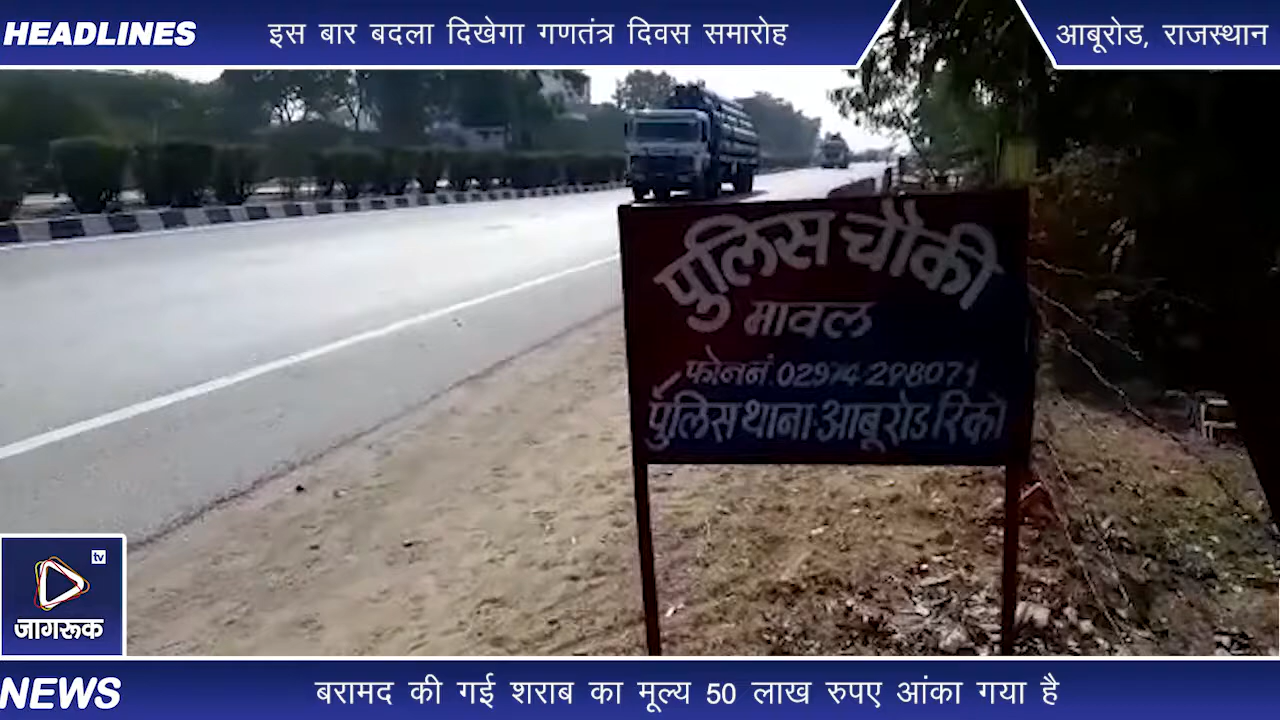 HEADLINES इस बार बदला दिखेगा गणतंत्र दिवस समारोह आबूरोड, राजस्थान
पुलिस चौकी
मावल
फोन नं. 02974-298071
पुलिस थाना-आबूरोड रिको
tv
जागरूक
NEWS बरामद की गई शराब का मूल्य 50 लाख रुपए आंका गया है